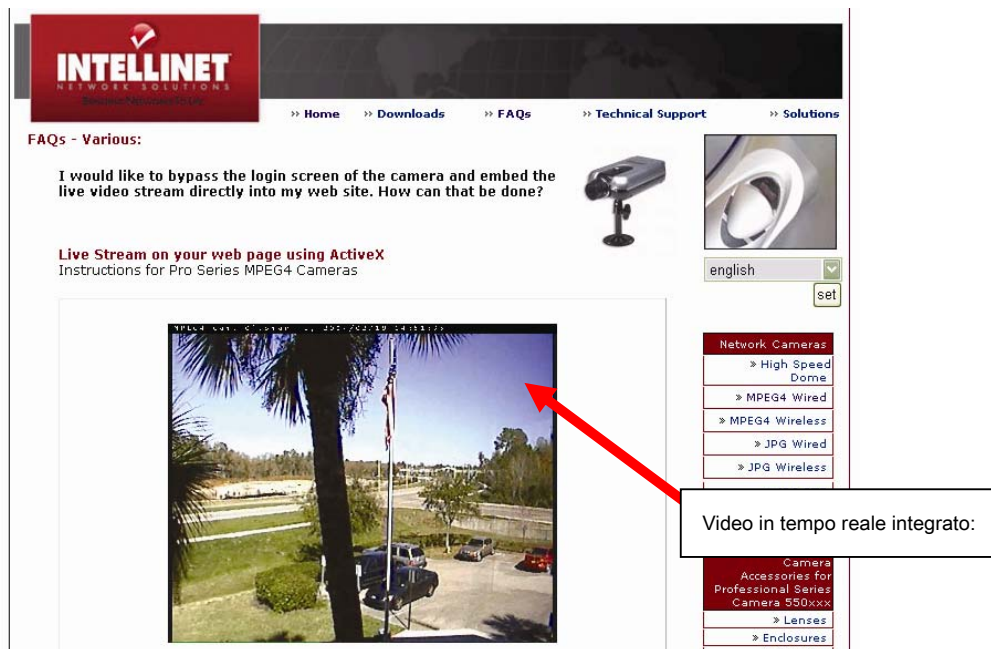 INTELLINET
NETWORK SOLUTIONS
» Home » Downloads » FAQs » Technical Support » Solutions
FAQs - Various:
I would like to bypass the login screen of the camera and embed the
live video stream directly into my web site. How can that be done?
Live Stream on your web page using ActiveX
Instructions for Pro Series MPEG4 Cameras
english
set
Network Cameras
» High Speed
Dome
» MPEG4 Wired
» MPEG4 Wireless
» JPG Wired
» JPG Wireless
Video in tempo reale integrato:
Camera
Accessories for
Professional Series
Camera 550xxx
» Lenses
» Enclosures